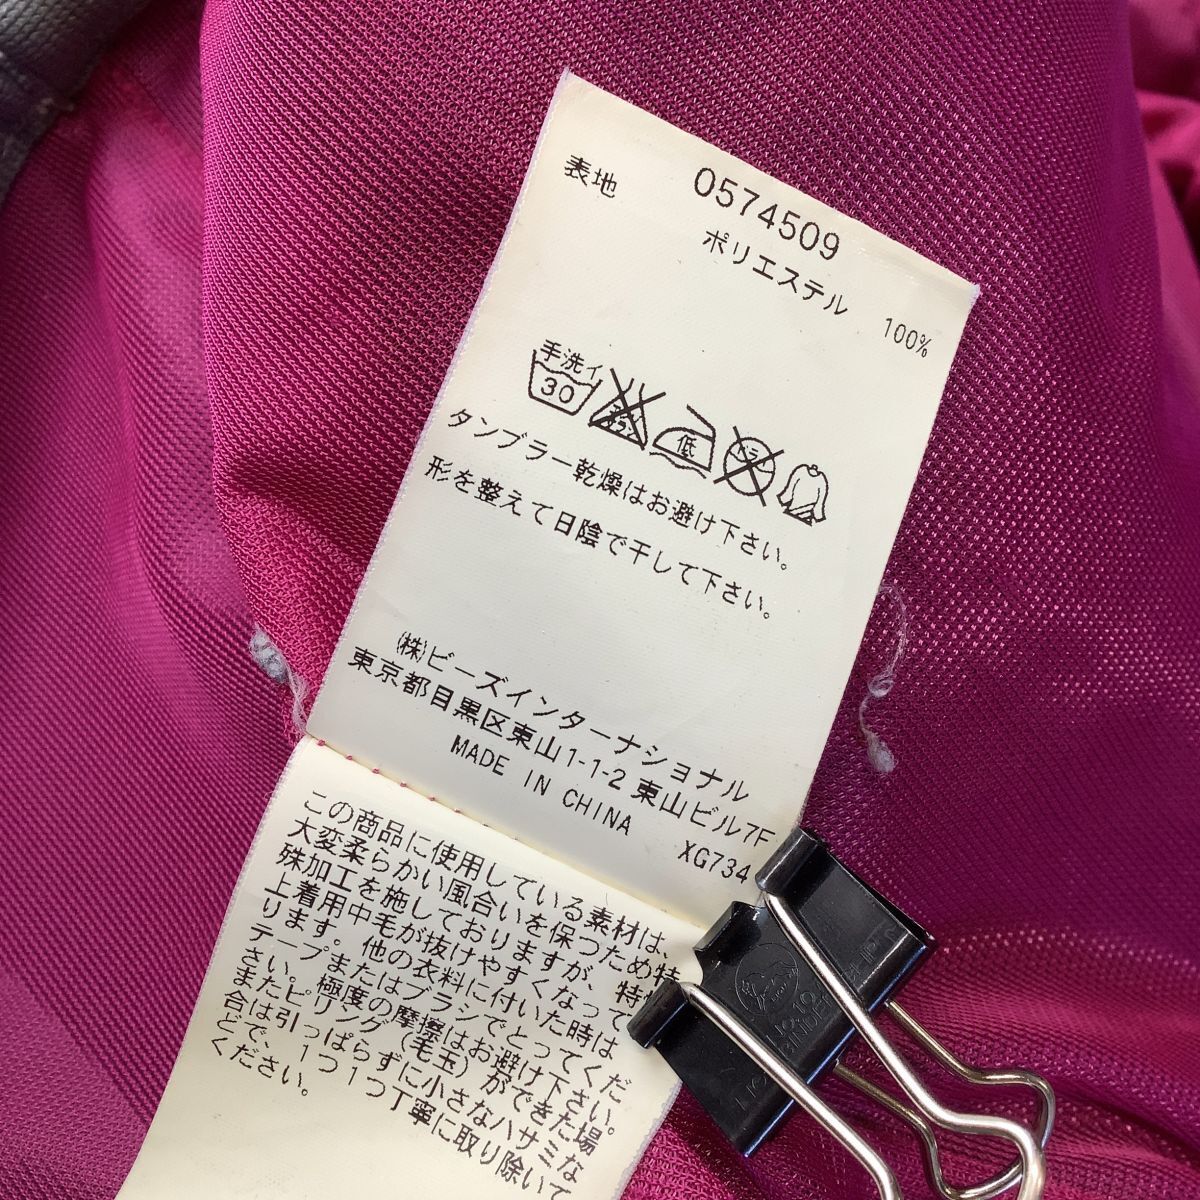 0574509
表地 ポリエステル 100%
手洗イ
30
低
タンブラー乾燥はお避け下さい。
形を整えて日陰で干して下さい。
(株)ビーズインターナショナル
東京都目黒区東山1-1-2 東山ビル7F
MADE IN CHINA XG734
この商品に使用している素材は、
大変柔らかい風合いを保つため特
殊加工を施しておりますが、特性
上着用中毛が抜けやすくなって
ります。他の衣料に付いた時は
テープまたはブラシでとってくだ
さい。極度の摩擦はお避け下さい。
またピリング(毛玉)ができた場
合は引っぱらずに小さなハサミな
どで、1つ1つ丁寧に取り除いて
ください。